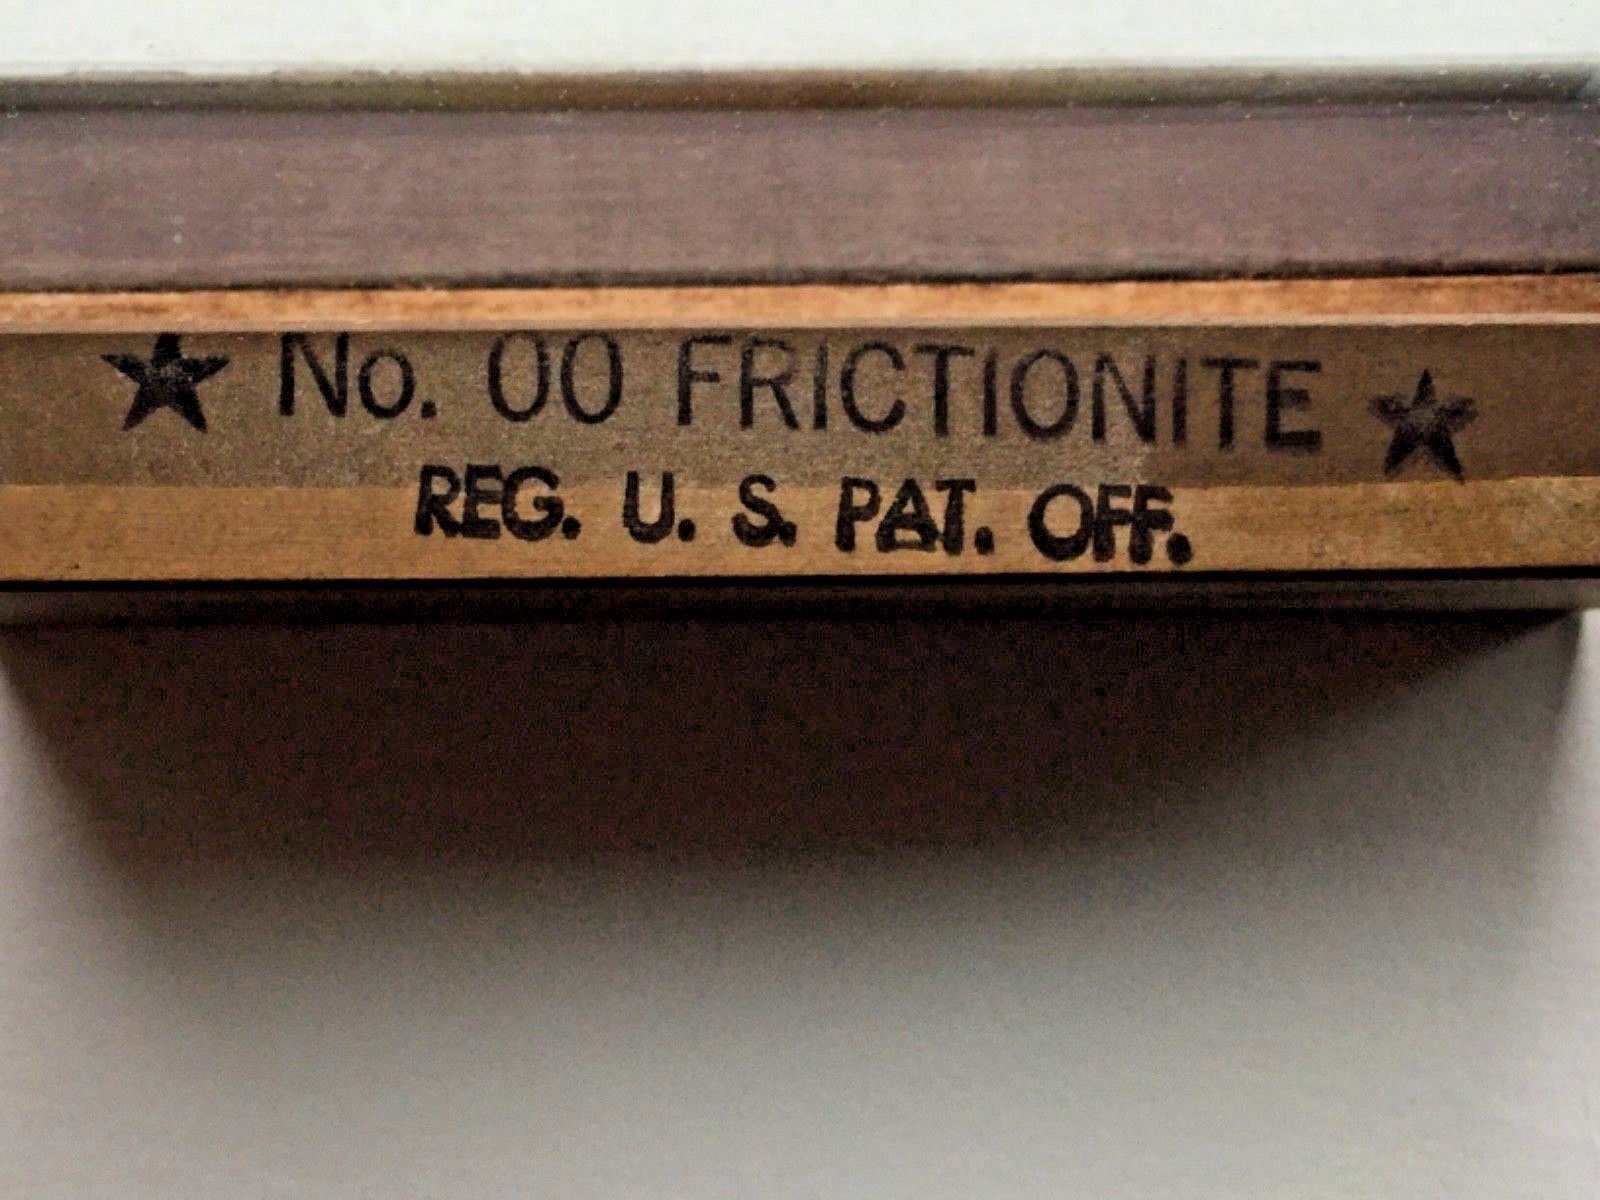 ★ No. 00 FRICTIONITE ★
REG. U. S. PAT. OFF.